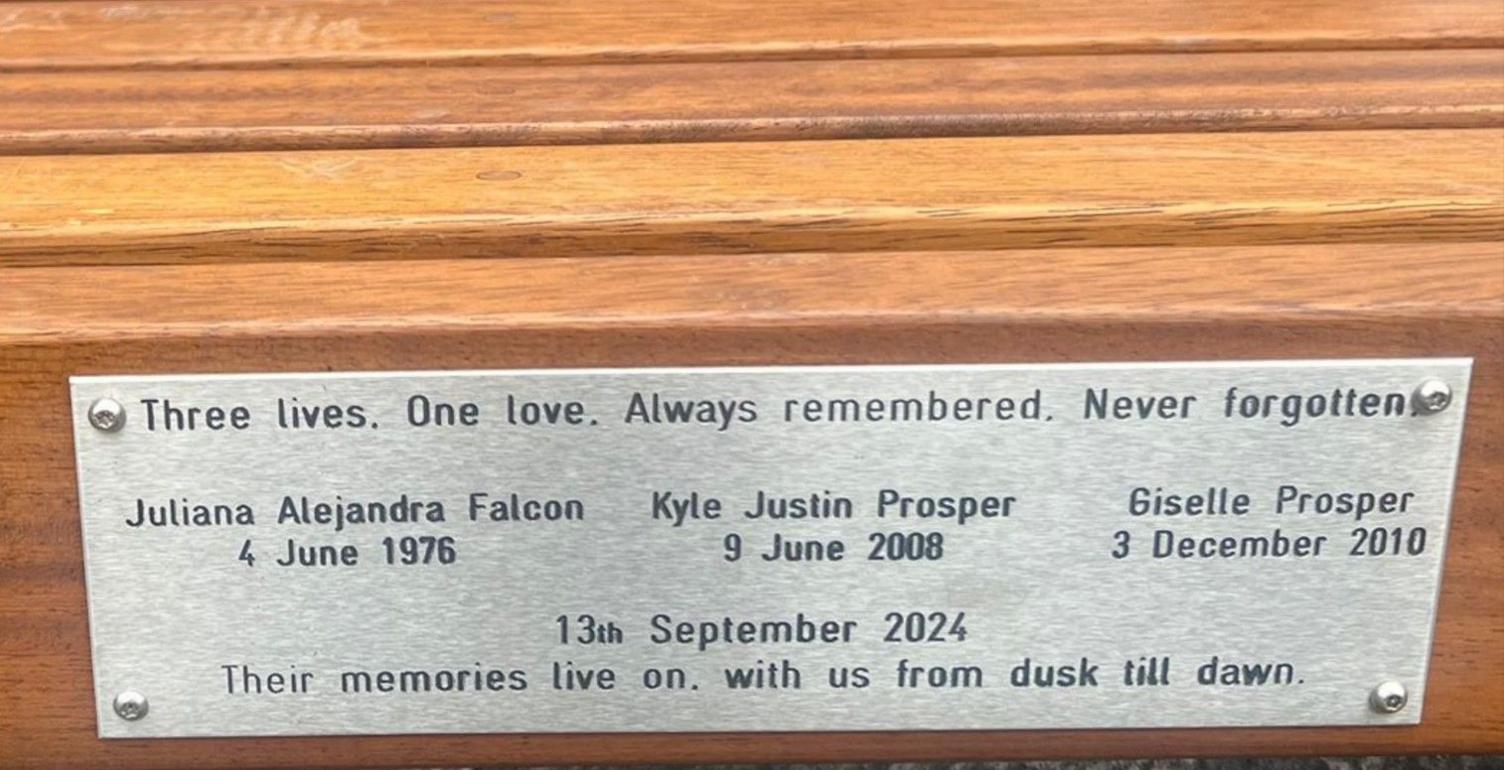 Three lives. One love. Always remembered. Never forgotten.
Juliana Alejandra Falcon Kyle Justin Prosper Giselle Prosper
4 June 1976 9 June 2008 3 December 2010
13th September 2024
Their memories live on. with us from dusk till dawn.